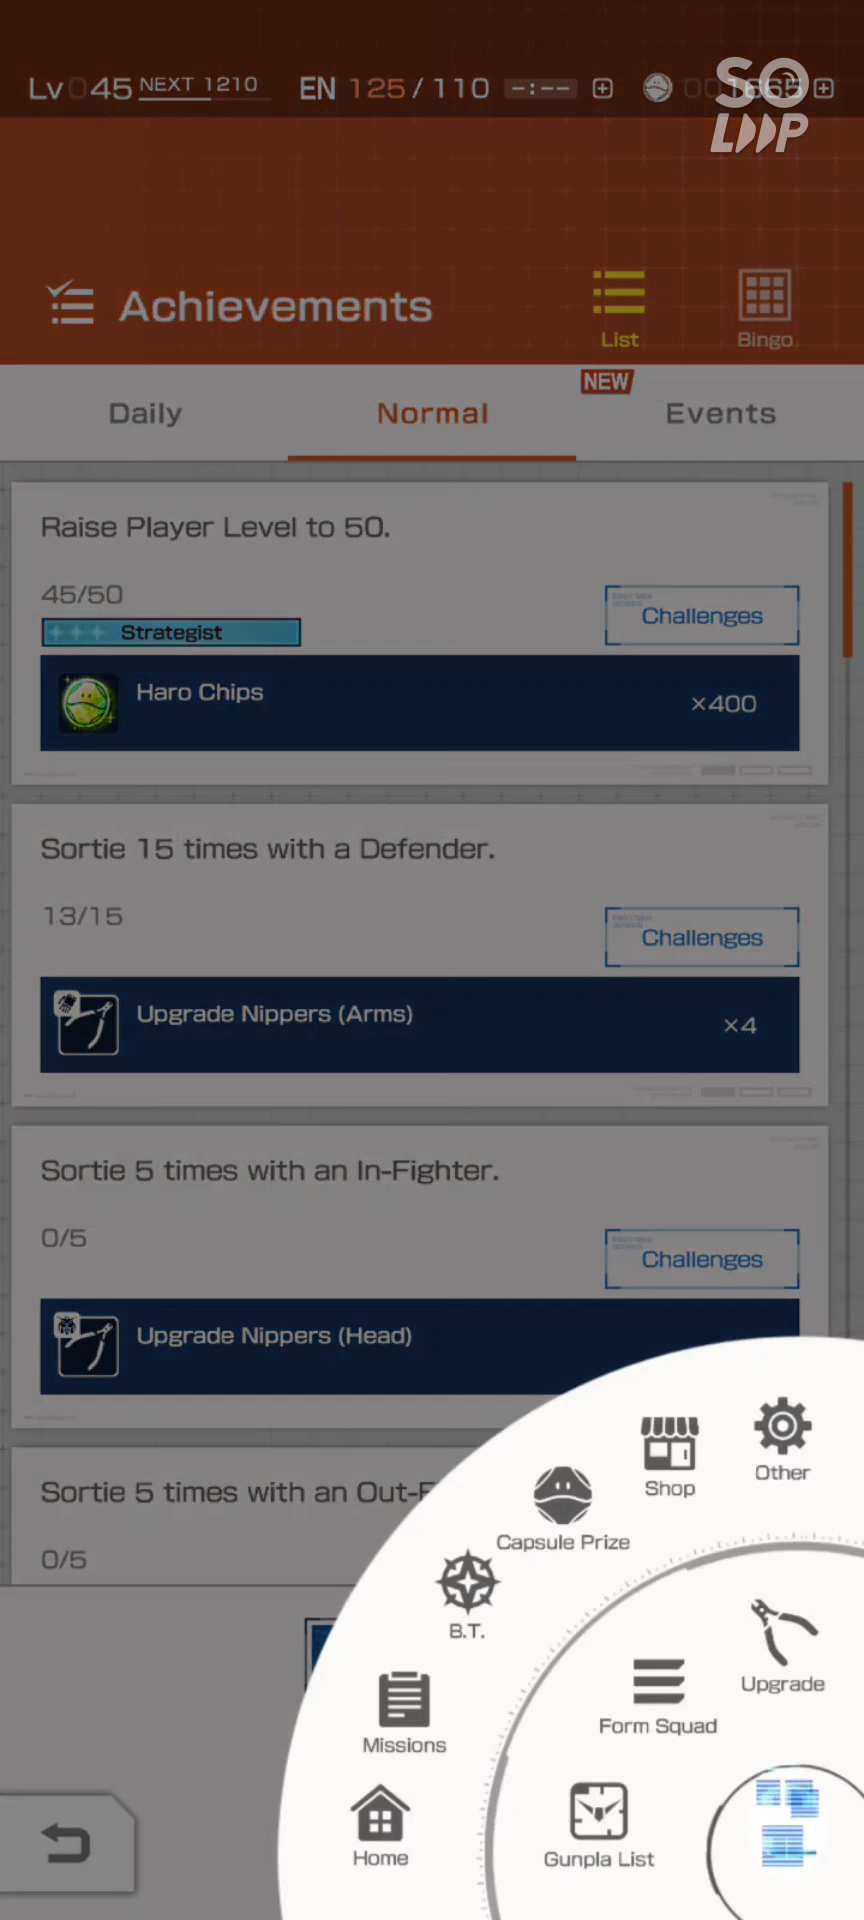 Lv 045 NEXT 1210 EN 125 / 110 --:-- 001665
SO
LOOP
Achievements
List
Bingo
NEW
Daily
Normal
Events
Raise Player Level to 50.
45/50
Strategist
Challenges
Haro Chips
×400
Sortie 15 times with a Defender.
13/15
Challenges
Upgrade Nippers (Arms)
×4
Sortie 5 times with an In-Fighter.
0/5
Challenges
Upgrade Nippers (Head)
Sortie 5 times with an Out-F
0/5
Other
Shop
Capsule Prize
B.T.
Upgrade
Form Squad
Missions
Home
Gunpla List